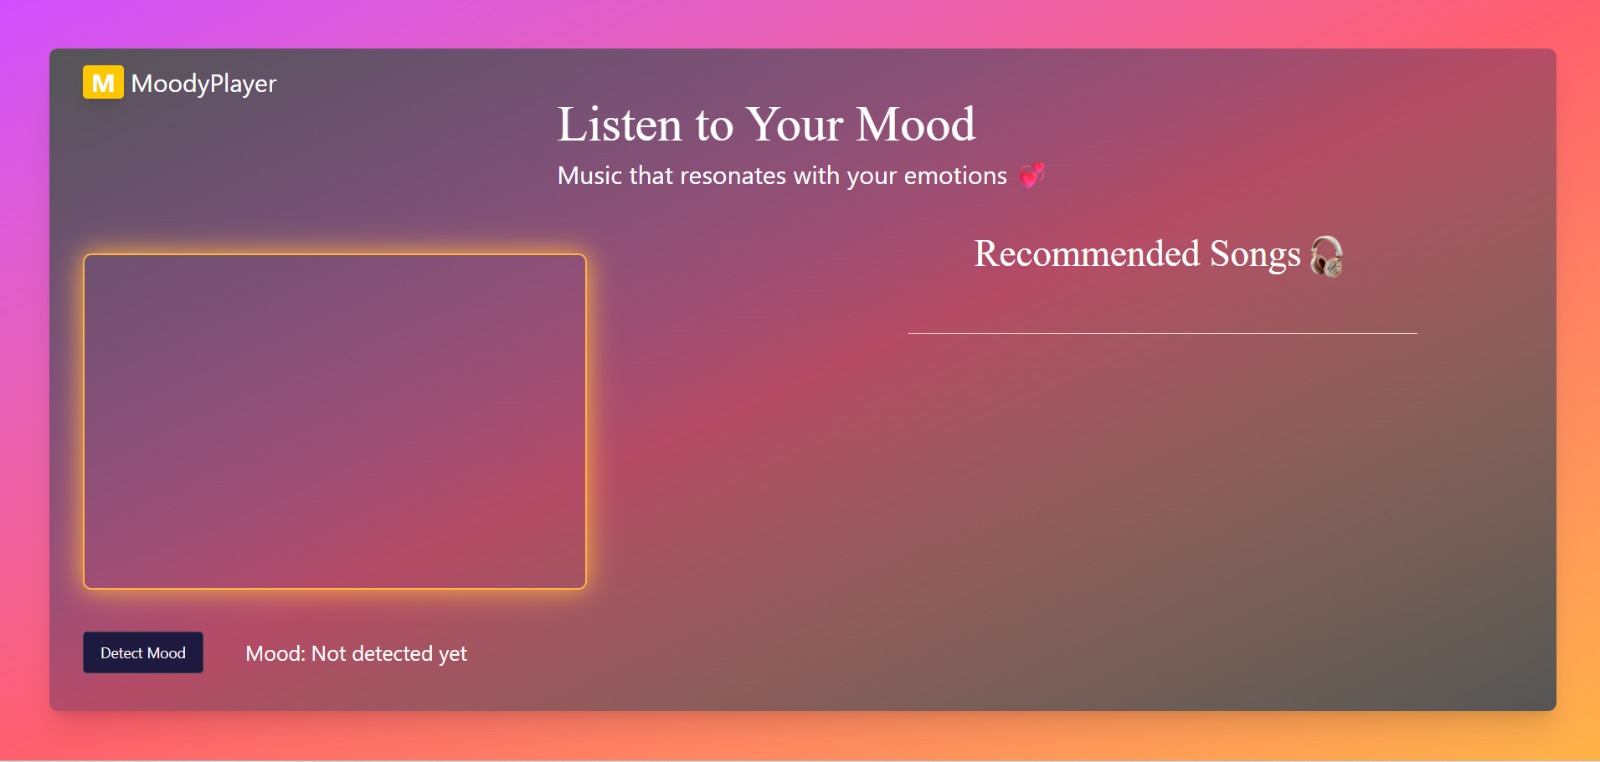 M MoodyPlayer
Listen to Your Mood
Music that resonates with your emotions 💞
Recommended Songs 🎧
Detect Mood
Mood: Not detected yet